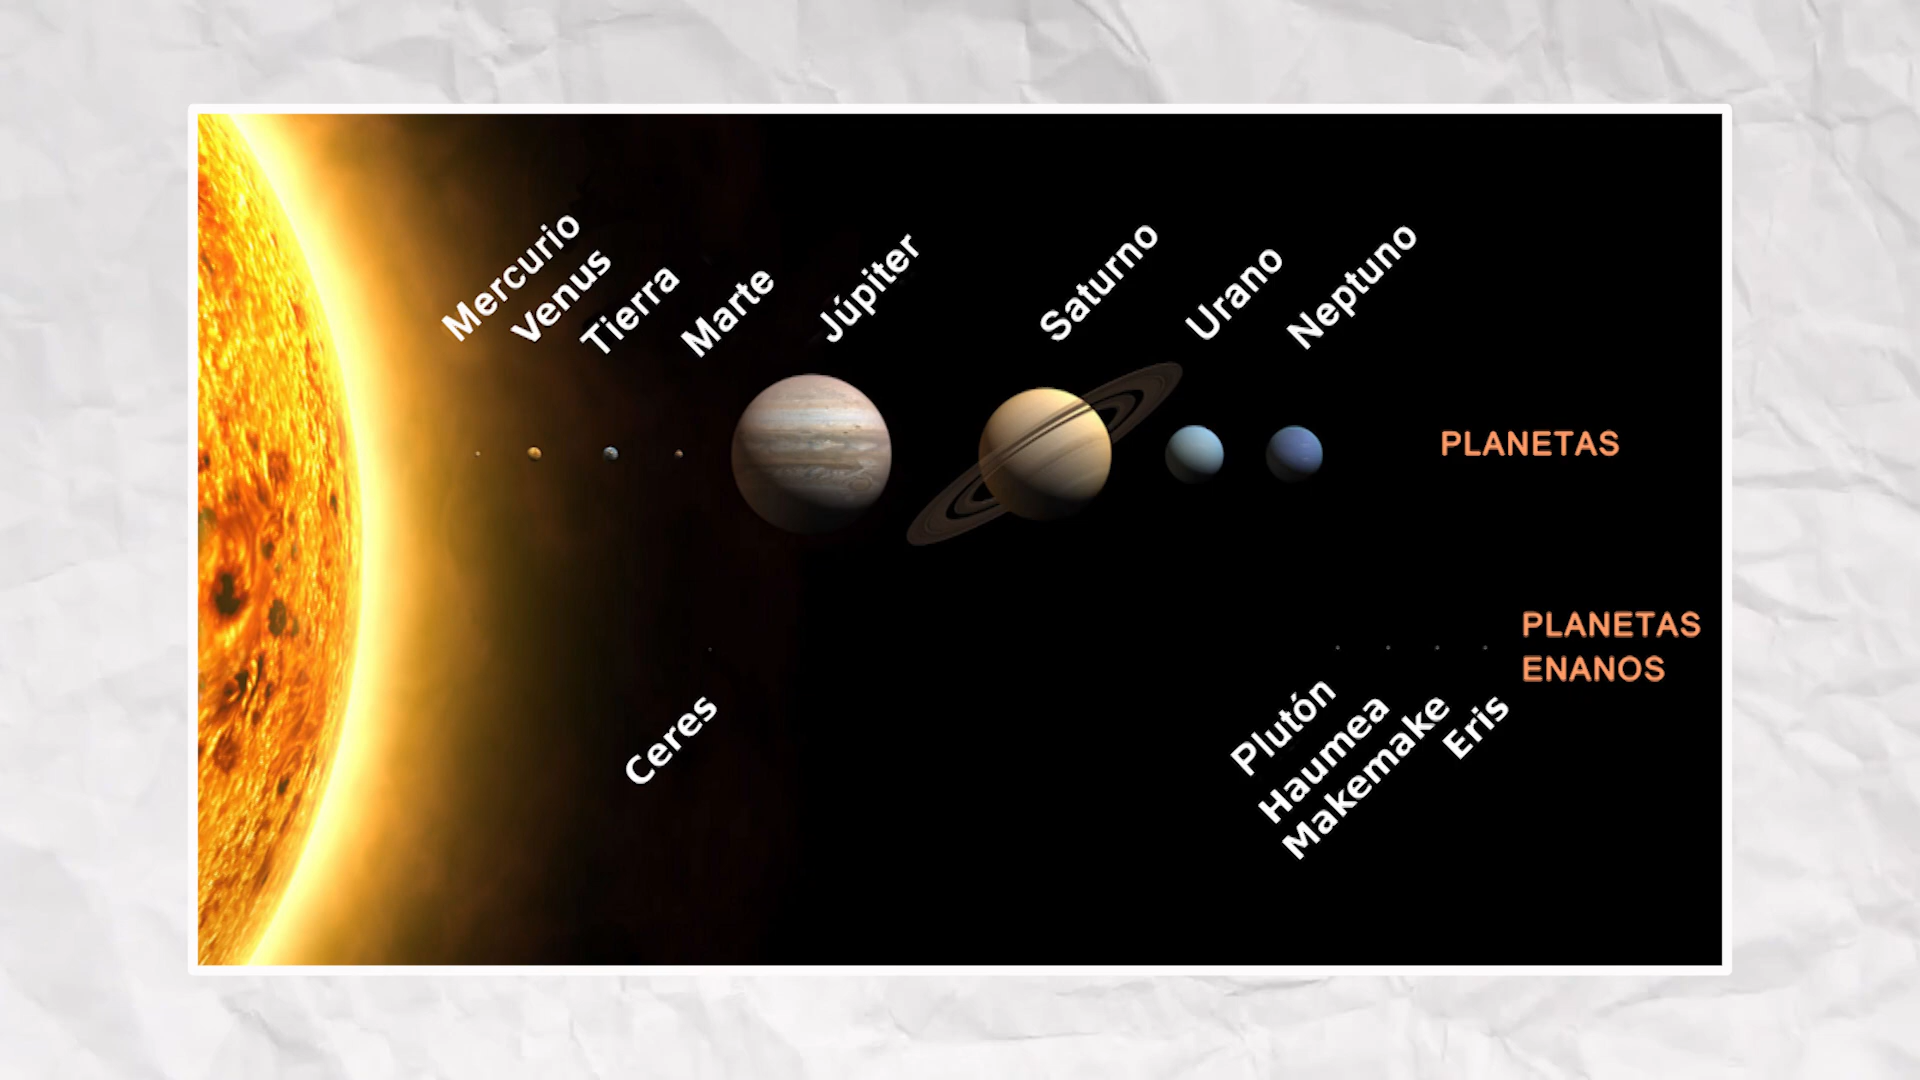 Mercurio
Venus
Tierra
Marte
Júpiter
Saturno
Urano
Neptuno
PLANETAS
PLANETAS
ENANOS
Ceres
Plutón
Haumea
Makemake
Eris